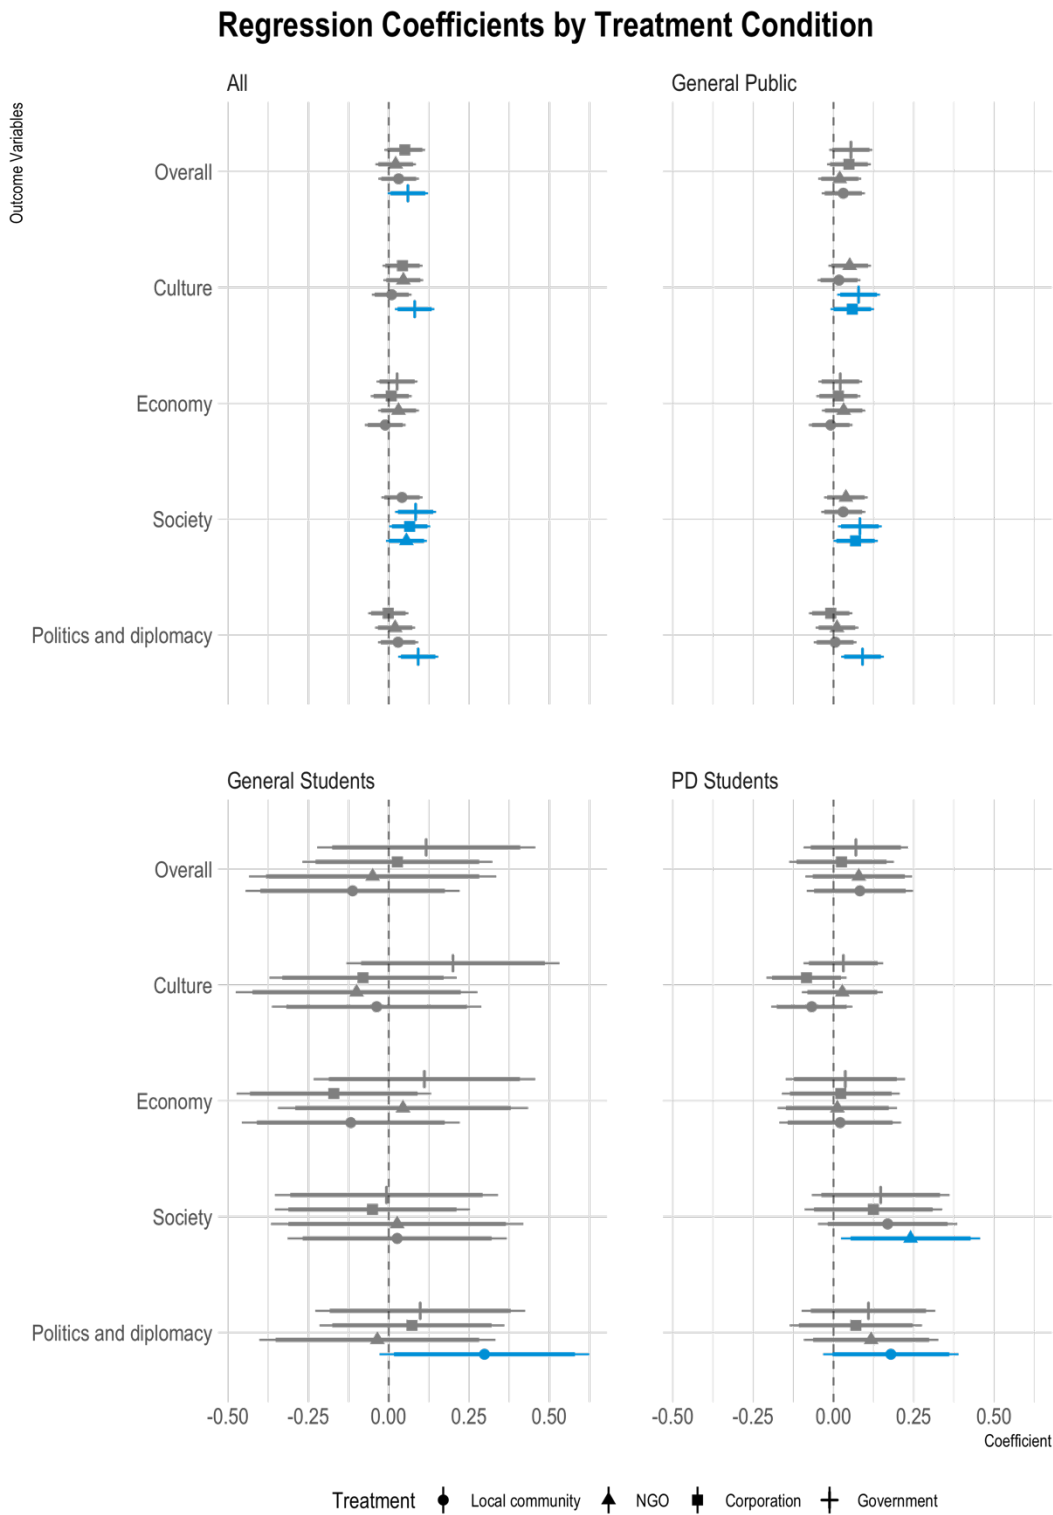 Regression Coefficients by Treatment Condition
All
General Public
Outcome Variables
Overall
Culture
Economy
Society
Politics and diplomacy
General Students
PD Students
Overall
Culture
Economy
Society
Politics and diplomacy
-0.50 -0.25 0.00 0.25 0.50 -0.50 -0.25 0.00 0.25 0.50
Coefficient
Treatment Local community NGO Corporation Government